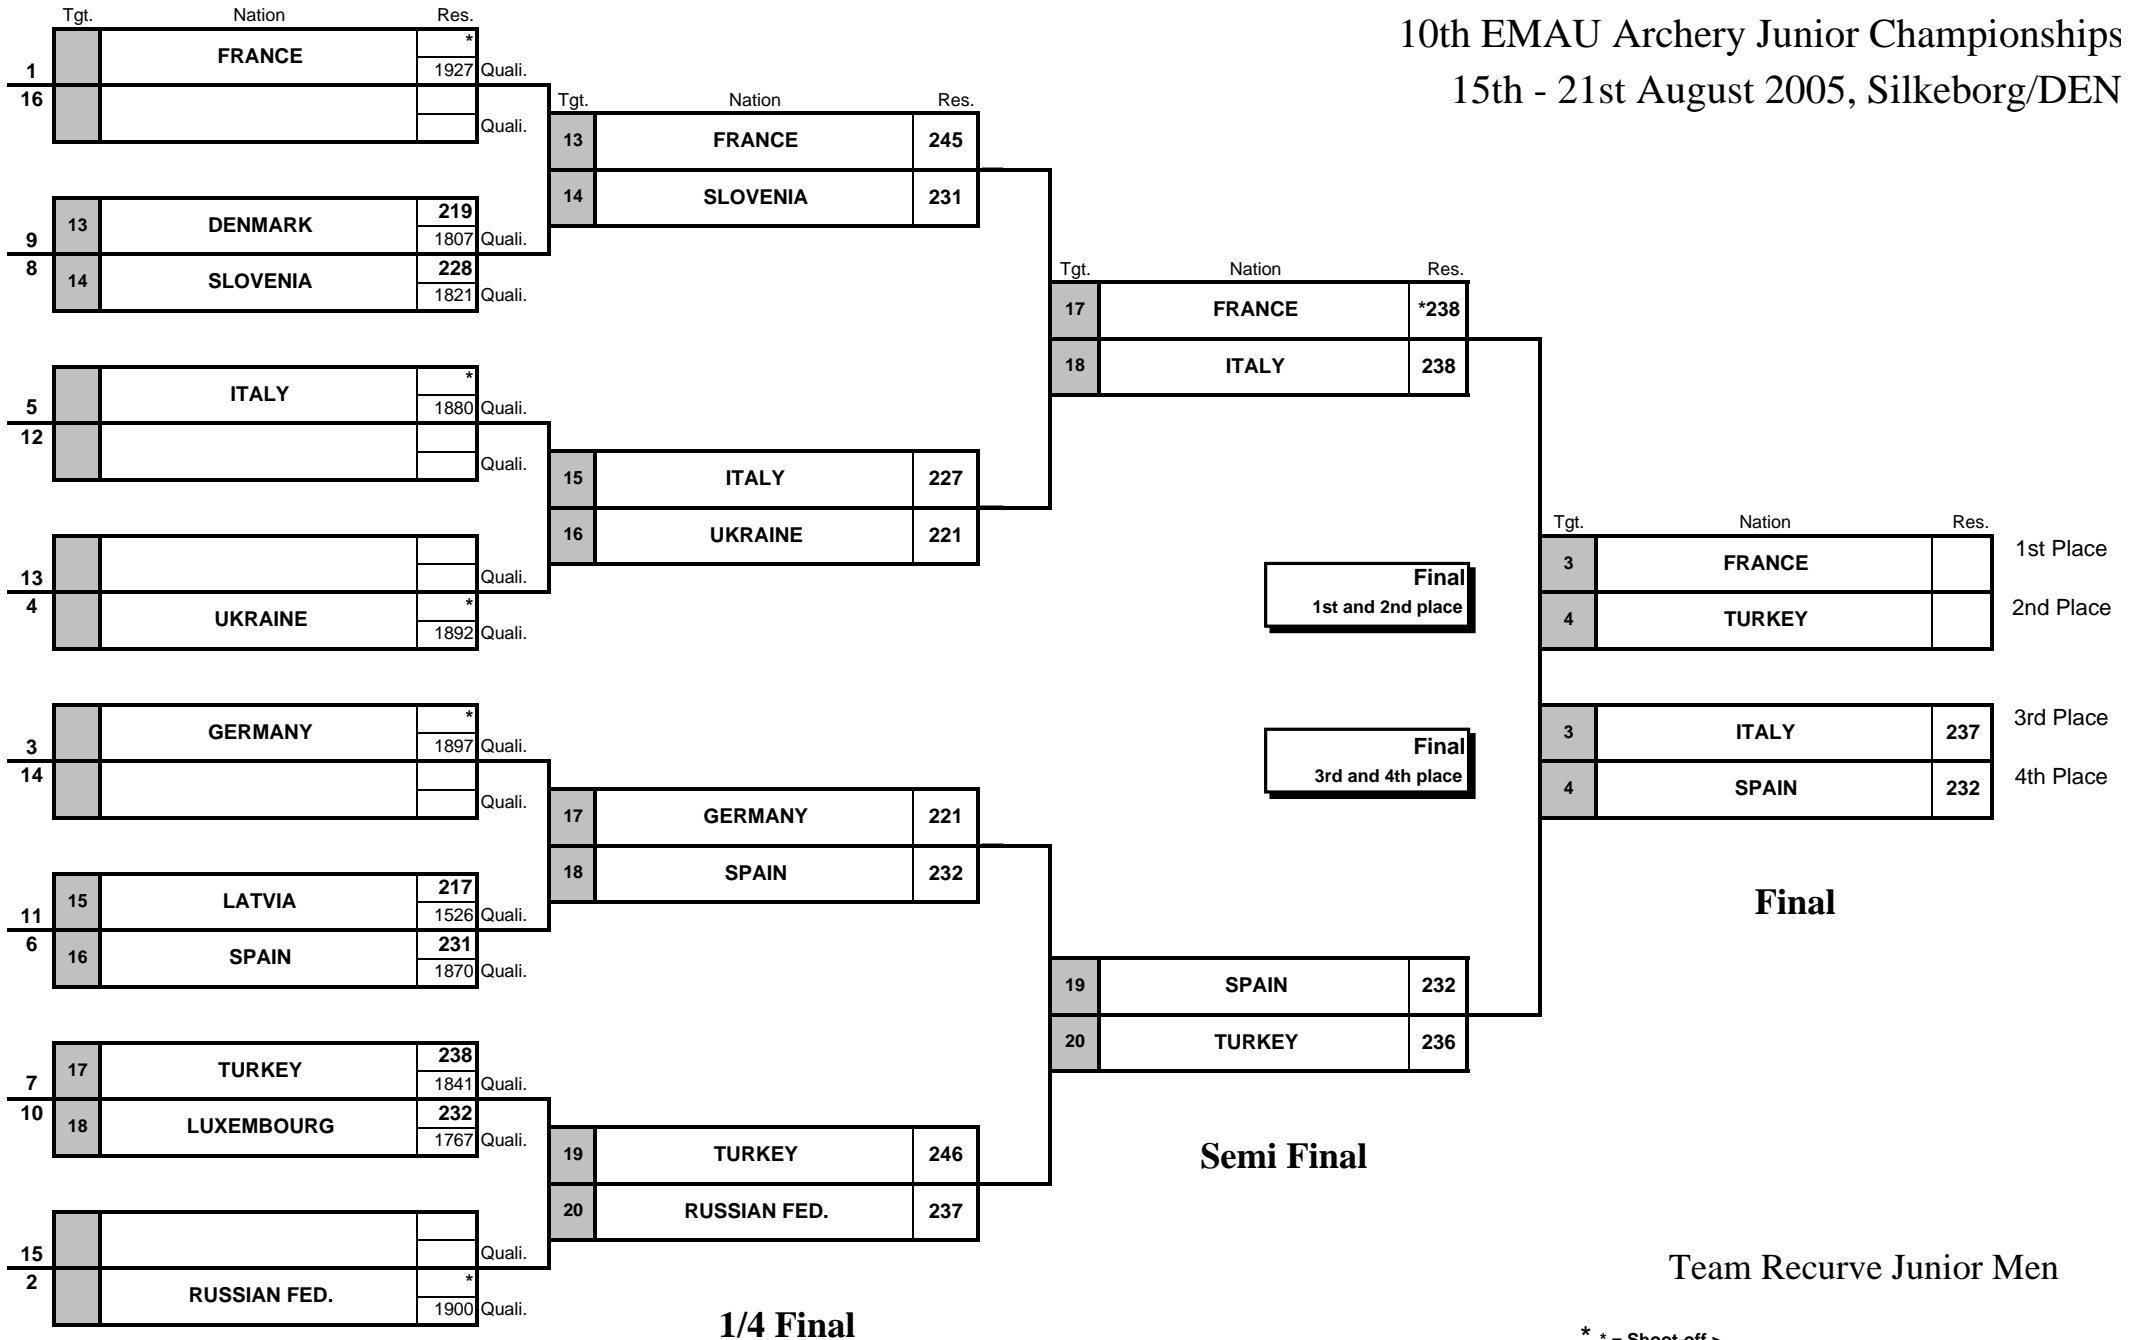 10th EMAU Archery Junior Championships
15th - 21st August 2005, Silkeborg/DEN
Tgt. Nation Res.
FRANCE *
1 1927 Quali.
16
Quali.
13 DENMARK 219
9 1807 Quali.
8 14 SLOVENIA 228
1821 Quali.
ITALY *
5 1880 Quali.
12
Quali.
13 Quali.
4 UKRAINE *
1892 Quali.
GERMANY *
3 1897 Quali.
14
Quali.
15 LATVIA 217
11 1526 Quali.
6 16 SPAIN 231
1870 Quali.
17 TURKEY 238
7 1841 Quali.
10 18 LUXEMBOURG 232
1767 Quali.
15 Quali.
2 RUSSIAN FED. *
1900 Quali.
Tgt. Nation Res.
13 FRANCE 245
14 SLOVENIA 231
15 ITALY 227
16 UKRAINE 221
17 GERMANY 221
18 SPAIN 232
19 TURKEY 246
20 RUSSIAN FED. 237
1/4 Final
Tgt. Nation Res.
17 FRANCE *238
18 ITALY 238
19 SPAIN 232
20 TURKEY 236
Semi Final
Final
1st and 2nd place
Final
3rd and 4th place
Tgt. Nation Res.
3 FRANCE 1st Place
4 TURKEY 2nd Place
3 ITALY 237 3rd Place
4 SPAIN 232 4th Place
Final
Team Recurve Junior Men
* * = Shoot-off >